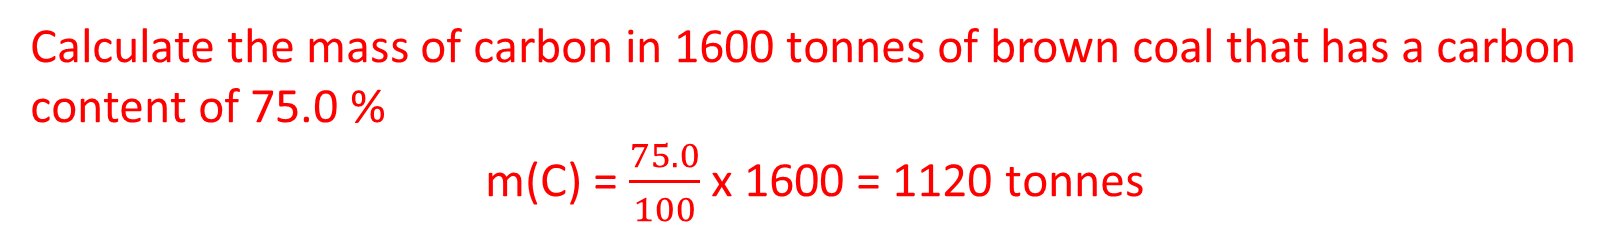 Calculate the mass of carbon in 1600 tonnes of brown coal that has a carbon
content of 75.0 %
m(C) = 75.0/100 x 1600 = 1120 tonnes